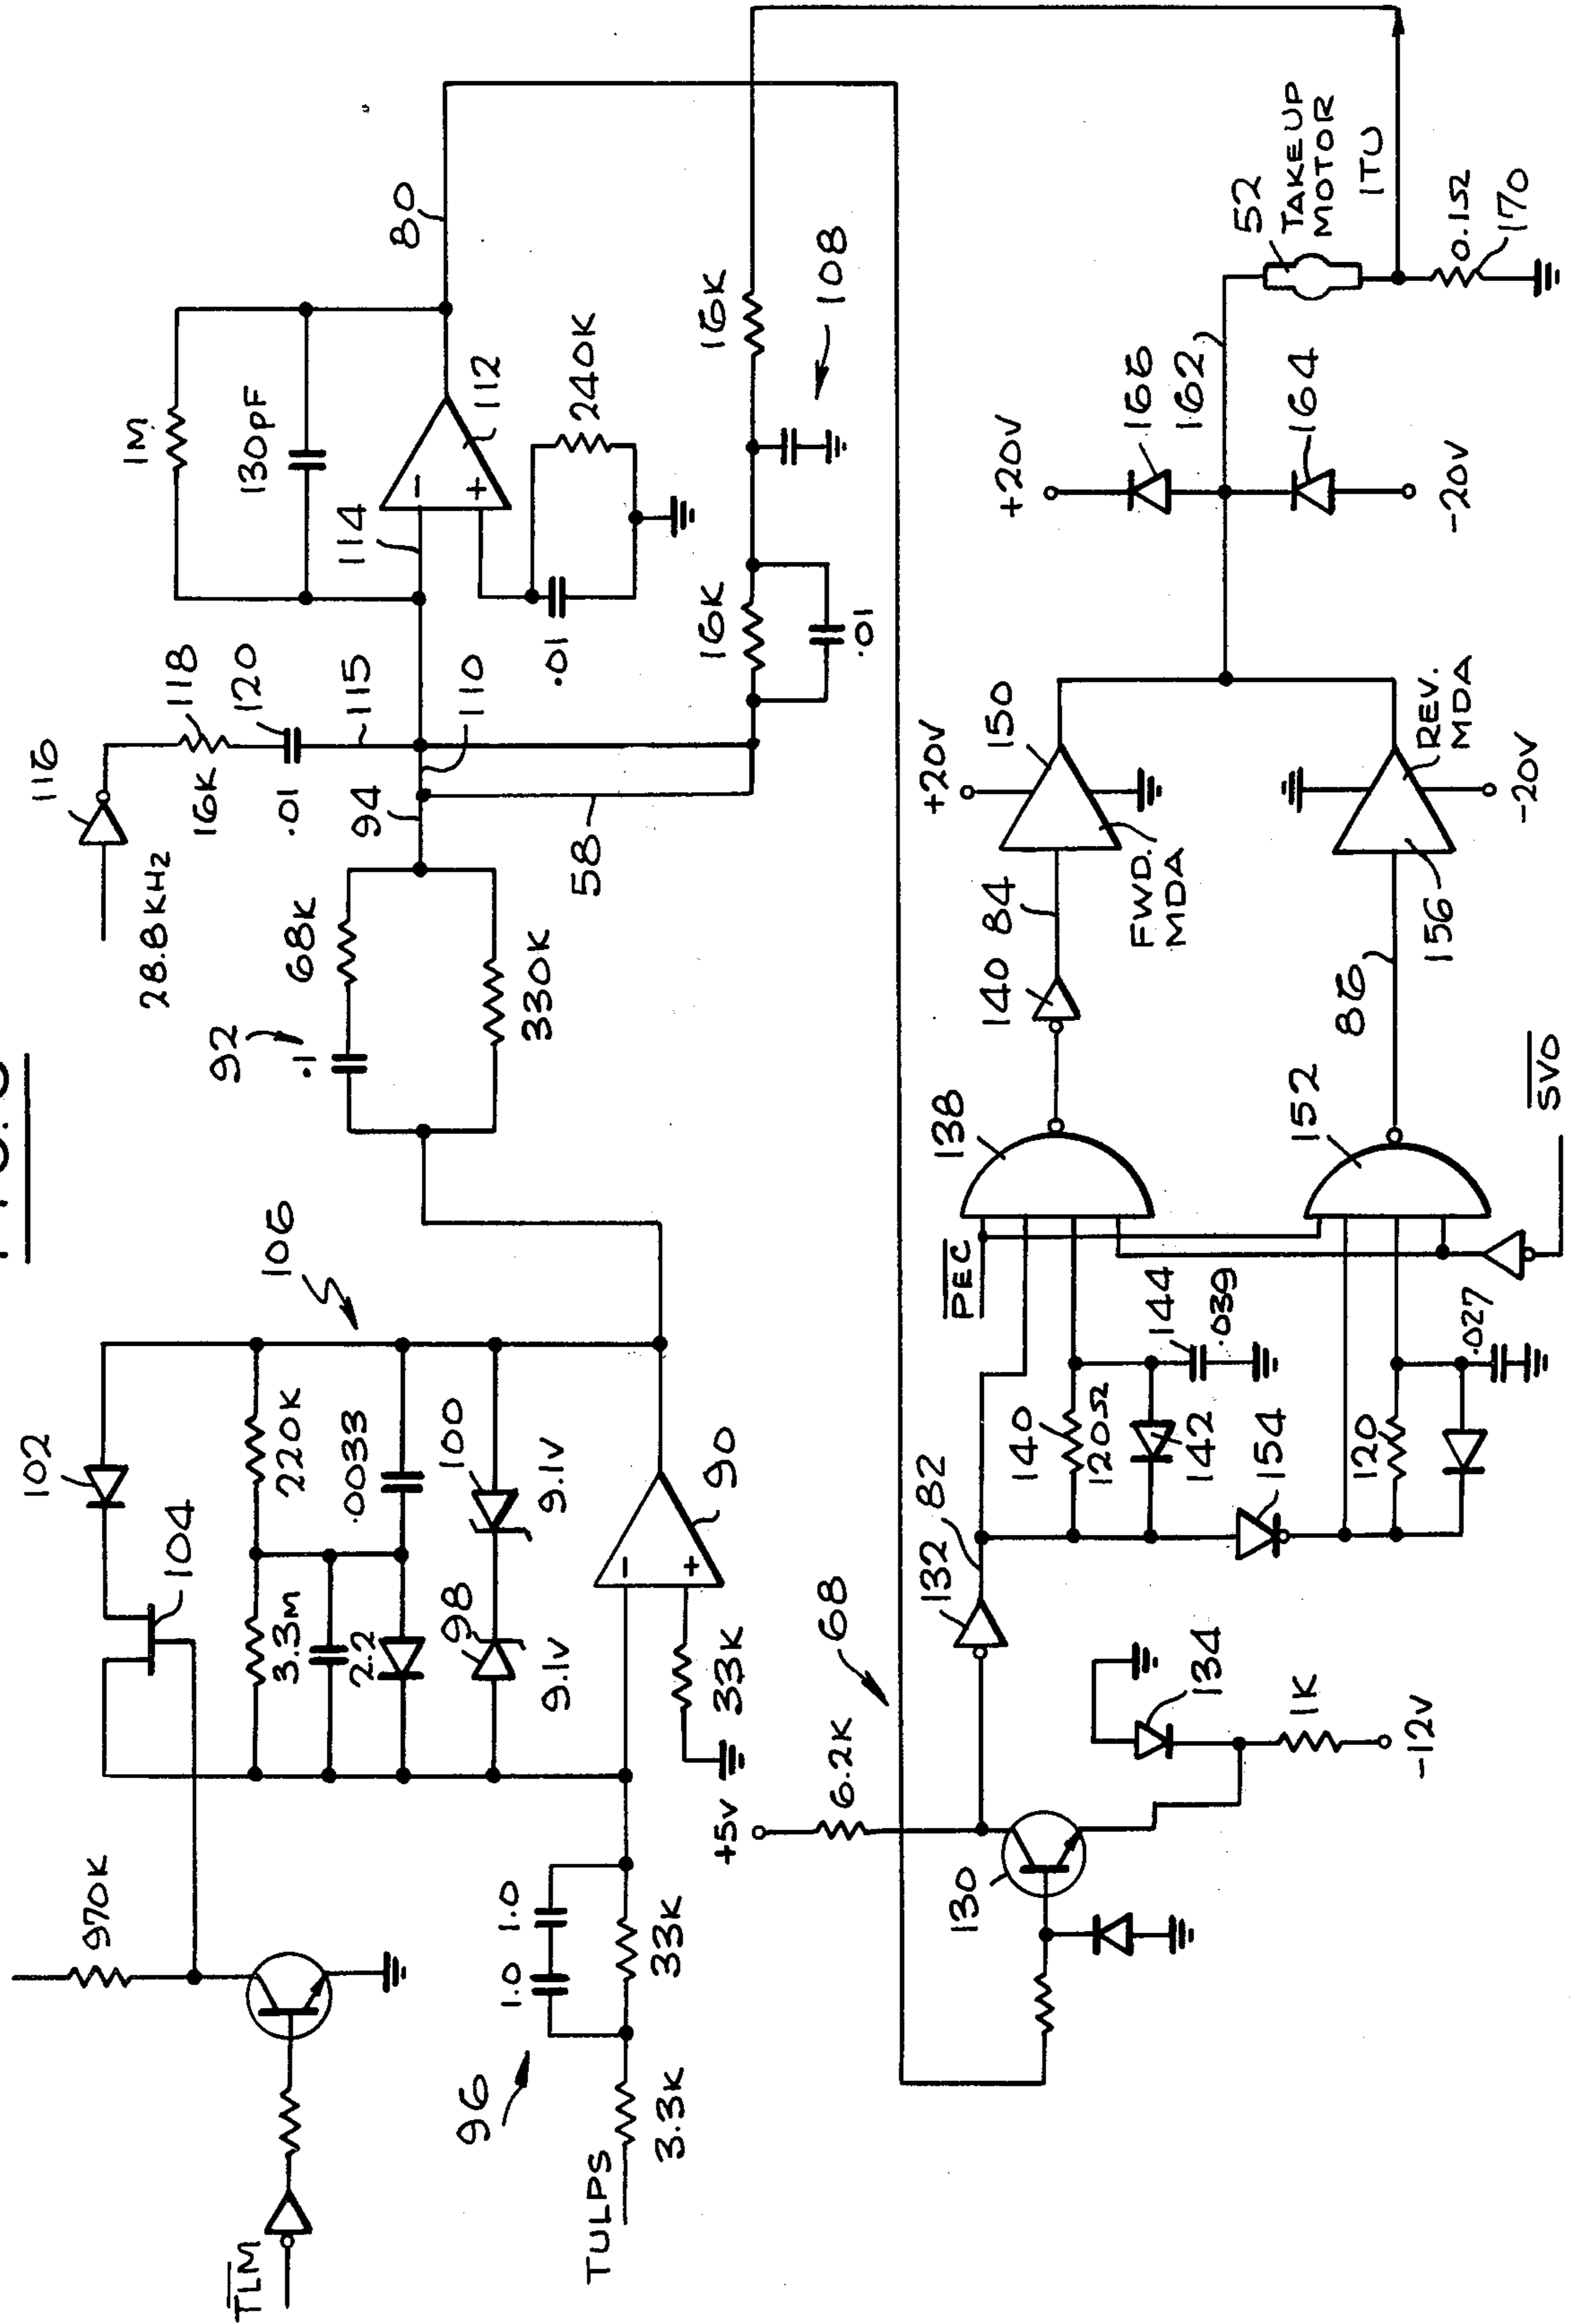 116
28.8 KHz
118
16K
120
.01
115
94
110
58
1M
130pF
114
112
80
240K
.01
16K
.01
16K
108
92
.1
68K
330K
106
102
104
220K
3.3M
.0033
2.2
100
98
9.1V
9.1V
90
33K
970K
TLM
96
1.0
1.0
33K
3.3K
TULPS
+5V
6.2K
68
130
132
82
134
1K
-12V
140
120Ω
142
144
.039
154
120
.027
PEC
138
152
SVO
140
84
86
+20V
150
FWD.
MDA
156
REV.
MDA
-20V
+20V
166
162
164
-20V
52
TAKEUP
MOTOR
ITU
0.1Ω
170